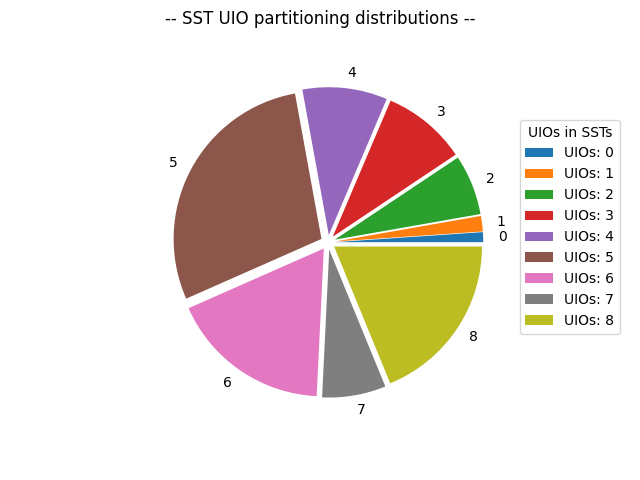 -- SST UIO partitioning distributions --
4
3
5
2
1
0
6
7
8
UIOs in SSTs
UIOs: 0
UIOs: 1
UIOs: 2
UIOs: 3
UIOs: 4
UIOs: 5
UIOs: 6
UIOs: 7
UIOs: 8